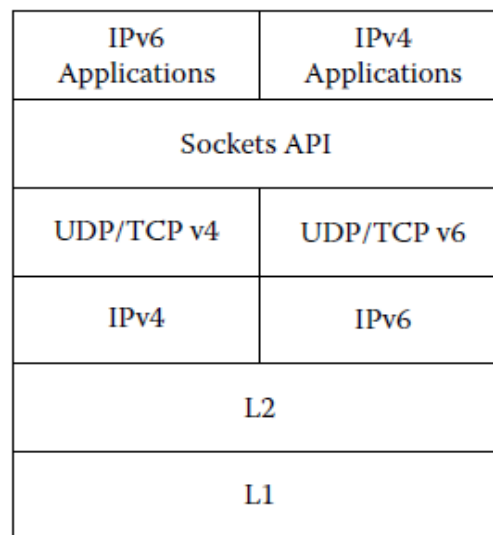 IPv6
Applications
IPv4
Applications
Sockets API
UDP/TCP v4
UDP/TCP v6
IPv4
IPv6
L2
L1